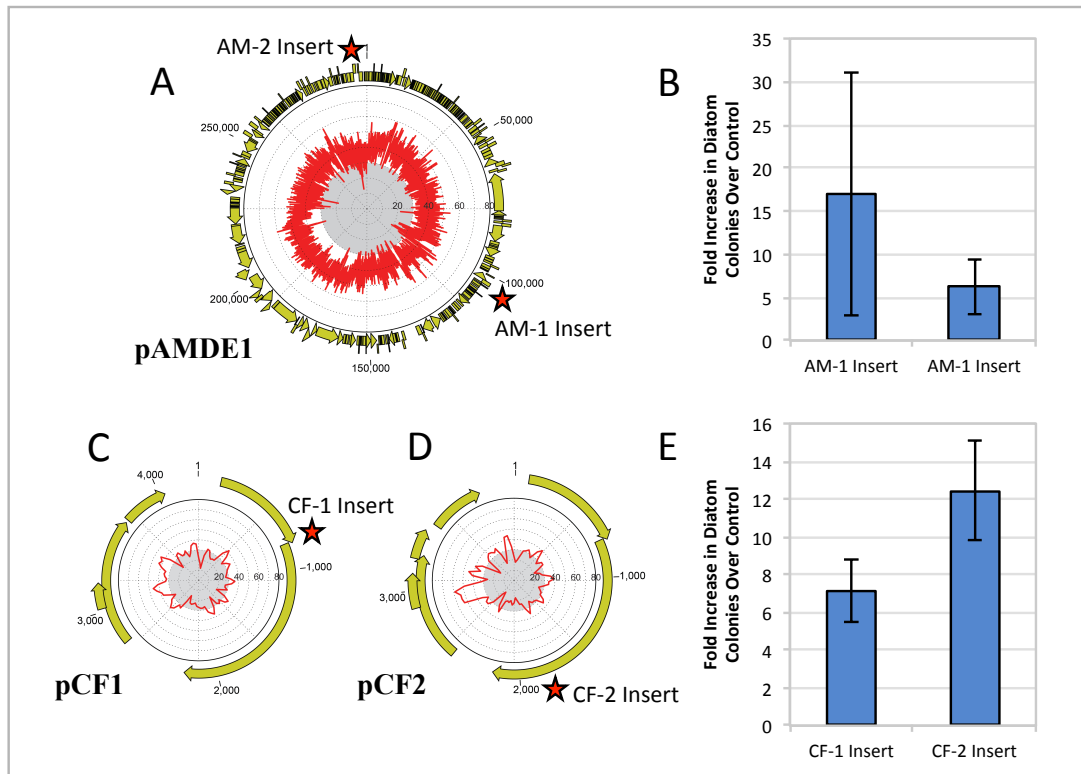 A
AM-2 Insert
1
50,000
100,000
150,000
200,000
250,000
20 40 60 80
AM-1 Insert
pAMDE1
B
Fold Increase in Diatom
Colonies Over Control
35
30
25
20
15
10
5
0
AM-1 Insert AM-1 Insert
C
1
1,000
2,000
3,000
4,000
20 40 60 80
CF-1 Insert
pCF1
D
1
1,000
2,000
3,000
20 40 60 80
CF-2 Insert
pCF2
E
Fold Increase in Diatom
Colonies Over Control
16
14
12
10
8
6
4
2
0
CF-1 Insert CF-2 Insert